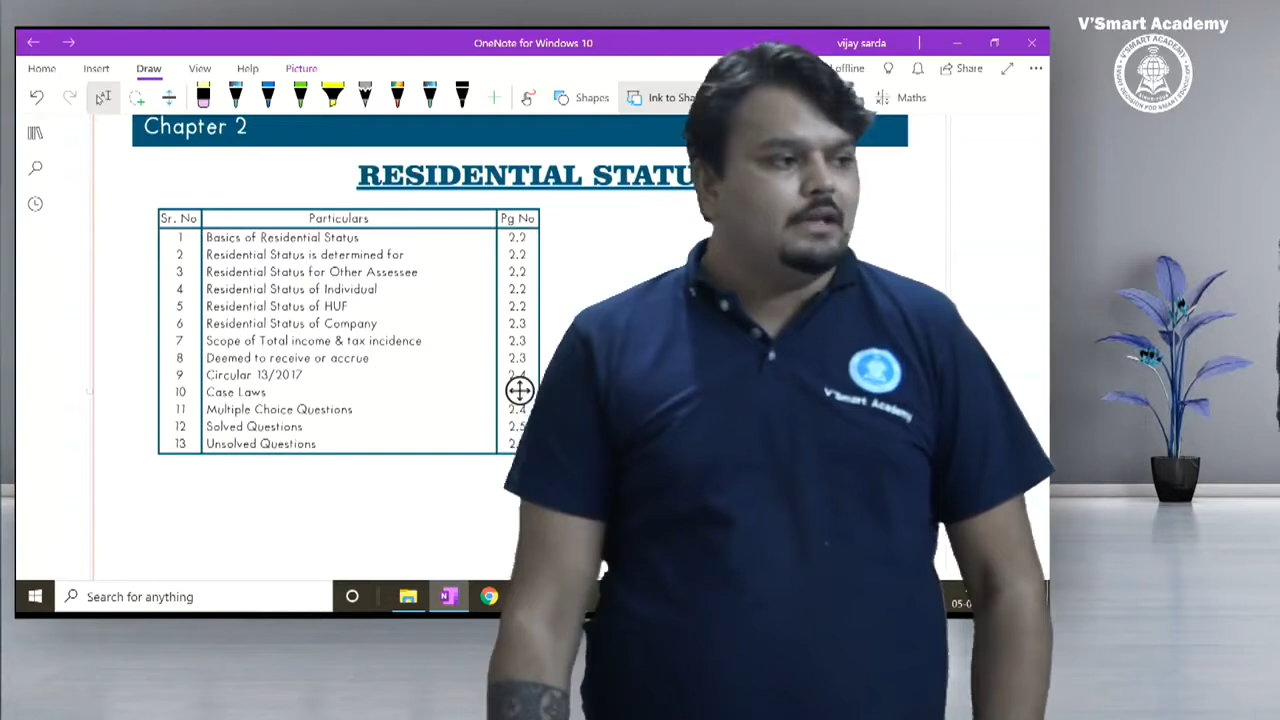 V'Smart Academy
OneNote for Windows 10
vijay sarda
Home Insert Draw View Help Picture offline Share
Shapes Ink to Maths
Chapter 2
RESIDENTIAL
Sr. No Particulars Pg No
1 Basics of Residential Status 2.2
2 Residential Status is determined for 2.2
3 Residential Status for Other Assessee 2.2
4 Residential Status of Individual 2.2
5 Residential Status of HUF 2.2
6 Residential Status of Company 2.3
7 Scope of Total income & tax incidence 2.3
8 Deemed to receive or accrue 2.3
9 Circular 13/2017
10 Case Laws
11 Multiple Choice Questions 2.4
12 Solved Questions
13 Unsolved Questions
Search for anything
V'Smart Academy